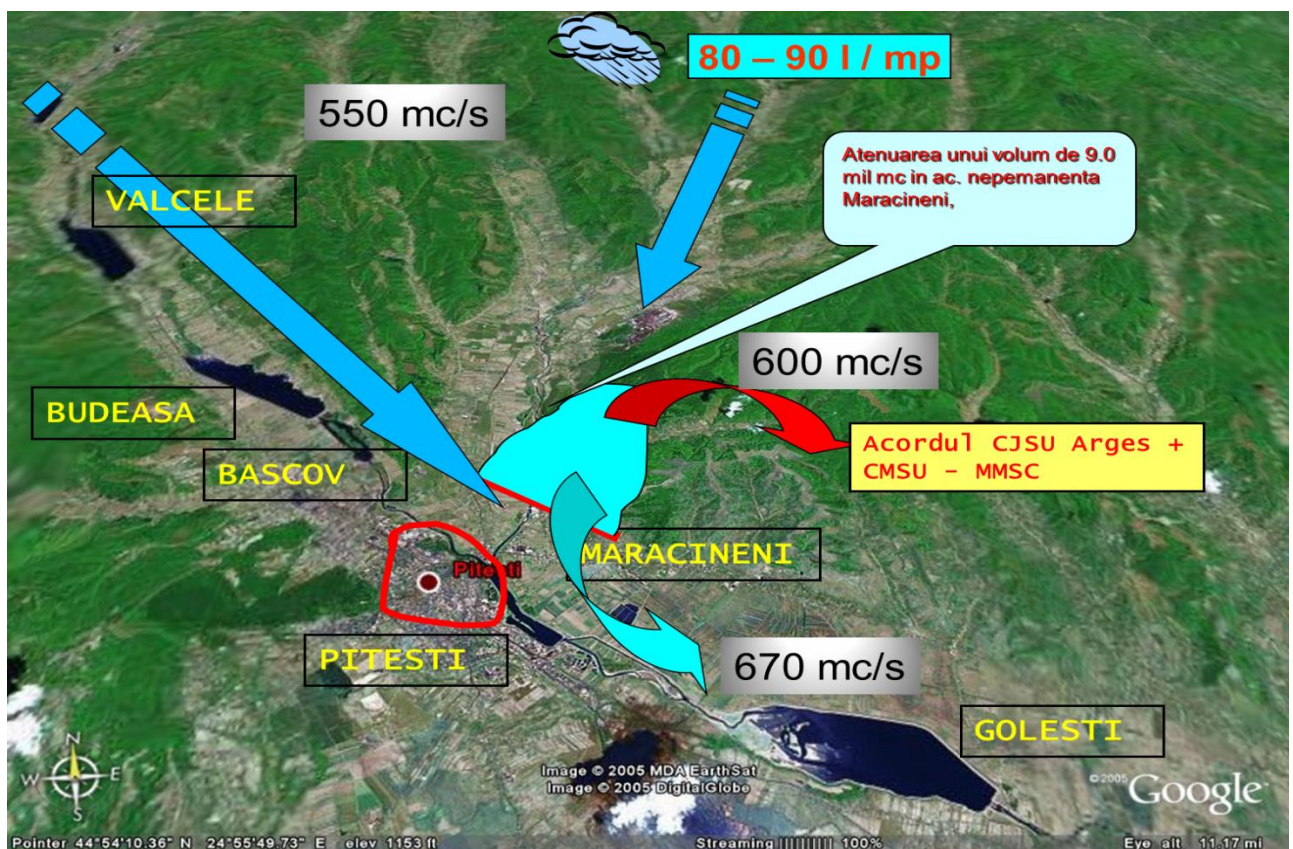 80 – 90 l / mp
550 mc/s
Atenuarea unui volum de 9.0
mil mc in ac. nepemanenta
Maracineni,
VALCELE
600 mc/s
BUDEASA
Acordul CJSU Arges +
CMSU - MMSC
BASCOV
MARACINENI
Pitesti
PITESTI
670 mc/s
GOLESTI
N
W E
S
Image © 2005 MDA EarthSat
Image © 2005 DigitalGlobe
©2005 Google
Pointer 44°54'10.36" N 24°55'49.73" E elev 1153 ft
Streaming |||||||||| 100%
Eye alt 11.17 mi